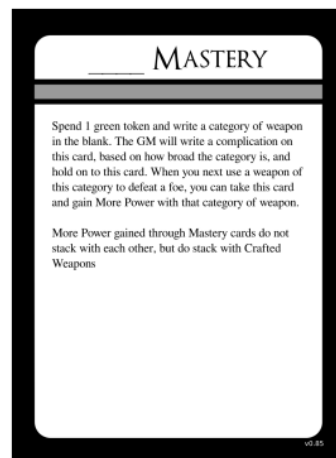 ____ MASTERY
Spend 1 green token and write a category of weapon
in the blank. The GM will write a complication on
this card, based on how broad the category is, and
hold on to this card. When you next use a weapon of
this category to defeat a foe, you can take this card
and gain More Power with that category of weapon.
More Power gained through Mastery cards do not
stack with each other, but do stack with Crafted
Weapons
v0.85